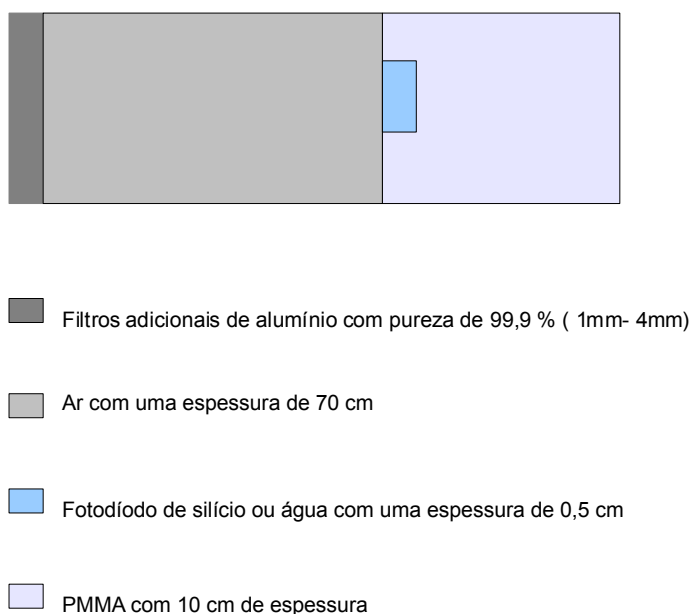 Filtros adicionais de alumínio com pureza de 99,9 % ( 1mm- 4mm)
Ar com uma espessura de 70 cm
Fotodíodo de silício ou água com uma espessura de 0,5 cm
PMMA com 10 cm de espessura